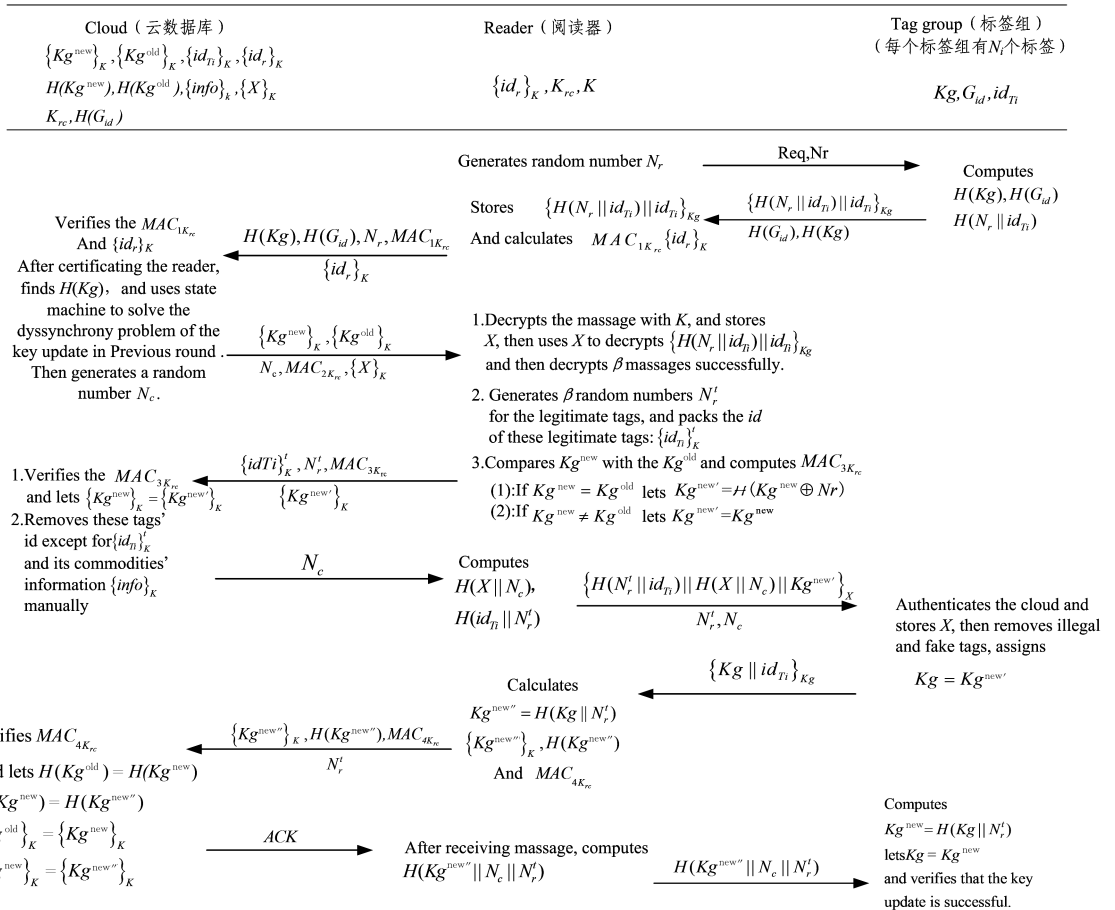 Cloud（云数据库）
{Kg^new}_K,{Kg^old}_K,{id_Ti}_K,{id_r}_K
H(Kg^new),H(Kg^old),{info}_k,{X}_K
K_rc,H(G_id)
Reader（阅读器）
{id_r}_K,K_rc,K
Tag group（标签组）
（每个标签组有N_i个标签）
Kg,G_id,id_Ti
Generates random number N_r
Req,Nr
Computes
H(Kg),H(G_id)
H(N_r||id_Ti)
{H(N_r||id_Ti)||id_Ti}_Kg
H(G_id),H(Kg)
Stores {H(N_r||id_Ti)||id_Ti}_Kg
And calculates MAC_1K_rc{id_r}_K
H(Kg),H(G_id),N_r,MAC_1K_rc
{id_r}_K
Verifies the MAC_1K_rc
And {id_r}_K
After certificating the reader,
finds H(Kg)，and uses state
machine to solve the
dyssynchrony problem of the
key update in Previous round .
Then generates a random
number N_c.
{Kg^new}_K,{Kg^old}_K
N_c,MAC_2K_rc,{X}_K
1.Decrypts the massage with K, and stores
X, then uses X to decrypts {H(N_r||id_Ti)||id_Ti}_Kg
and then decrypts β massages successfully.
2. Generates β random numbers N_r^t
for the legitimate tags, and packs the id
of these legitimate tags: {id_Ti}_K^t
3.Compares Kg^new with the Kg^old and computes MAC_3K_rc
(1):If Kg^new = Kg^old lets Kg^new′=H(Kg^new⊕Nr)
(2):If Kg^new ≠ Kg^old lets Kg^new′=Kg^new
{idTi}_K^t,N_r^t,MAC_3K_rc
{Kg^new′}_K
1.Verifies the MAC_3K_rc
and lets {Kg^new}_K={Kg^new′}_K
2.Removes these tags’
id except for{id_Ti}_K^t
and its commodities’
information {info}_K
manually
N_c
Computes
H(X||N_c),
H(id_Ti||N_r^t)
{H(N_r^t||id_Ti)||H(X||N_c)||Kg^new′}_X
N_r^t,N_c
Authenticates the cloud and
stores X, then removes illegal
and fake tags, assigns
Kg = Kg^new′
{Kg||id_Ti}_Kg
Calculates
Kg^new″=H(Kg||N_r^t)
{Kg^new″}_K,H(Kg^new″)
And MAC_4K_rc
{Kg^new″}_K,H(Kg^new″),MAC_4K_rc
N_r^t
ifies MAC_4K_rc
d lets H(Kg^old)=H(Kg^new)
Kg^new)=H(Kg^new″)
g^old}_K={Kg^new}_K
g^new}_K={Kg^new″}_K
ACK
After receiving massage, computes
H(Kg^new″||N_c||N_r^t)
H(Kg^new″||N_c||N_r^t)
Computes
Kg^new=H(Kg||N_r^t)
letsKg = Kg^new
and verifies that the key
update is successful.